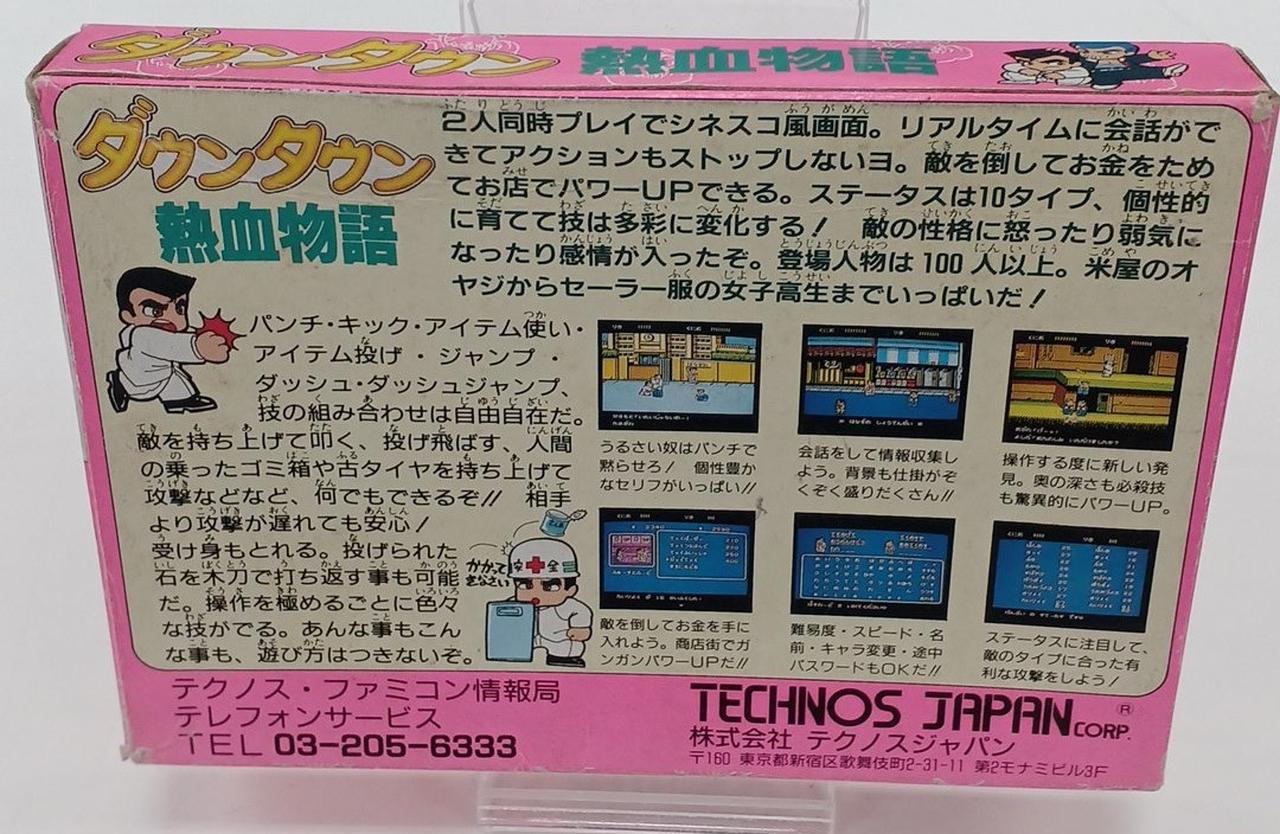 ダウンタウン 熱血物語
ダウンタウン
熱血物語
2人同時プレイでシネスコ風画面。リアルタイムに会話がで
きてアクションもストップしないヨ。敵を倒してお金をため
てお店でパワーUPできる。ステータスは10タイプ、個性的
に育てて技は多彩に変化する! 敵の性格に怒ったり弱気に
なったり感情が入ったぞ。登場人物は100人以上。米屋のオ
ヤジからセーラー服の女子高生までいっぱいだ!
パンチ・キック・アイテム使い・
アイテム投げ・ジャンプ・
ダッシュ・ダッシュジャンプ、
技の組み合わせは自由自在だ。
敵を持ち上げて叩く、投げ飛ばす、人間
の乗ったゴミ箱や古タイヤを持ち上げて
攻撃などなど、何でもできるぞ!! 相手
より攻撃が遅れても安心!
受け身もとれる。投げられた
石を木刀で打ち返す事も可能
だ。操作を極めるごとに色々
な技がでる。あんな事もこん
な事も、遊び方はつきないぞ。
かかって
きなさい
安全
うるさい奴はパンチで
黙らせろ! 個性豊か
なセリフがいっぱい!!
会話をして情報収集し
よう。背景も仕掛がぞ
くぞく盛りだくさん!!
操作する度に新しい発
見。奥の深さも必殺技
も驚異的にパワーUP。
敵を倒してお金を手に
入れよう。商店街でガ
ンガンパワーUPだ!!
難易度・スピード・名
前・キャラ変更・途中
パスワードもOKだ!!
ステータスに注目して、
敵のタイプに合った有
利な攻撃をしよう!
テクノス・ファミコン情報局
テレフォンサービス
TEL 03-205-6333
TECHNOS JAPAN CORP.®
株式会社 テクノスジャパン
〒160 東京都新宿区歌舞伎町2-31-11 第2モナミビル3F